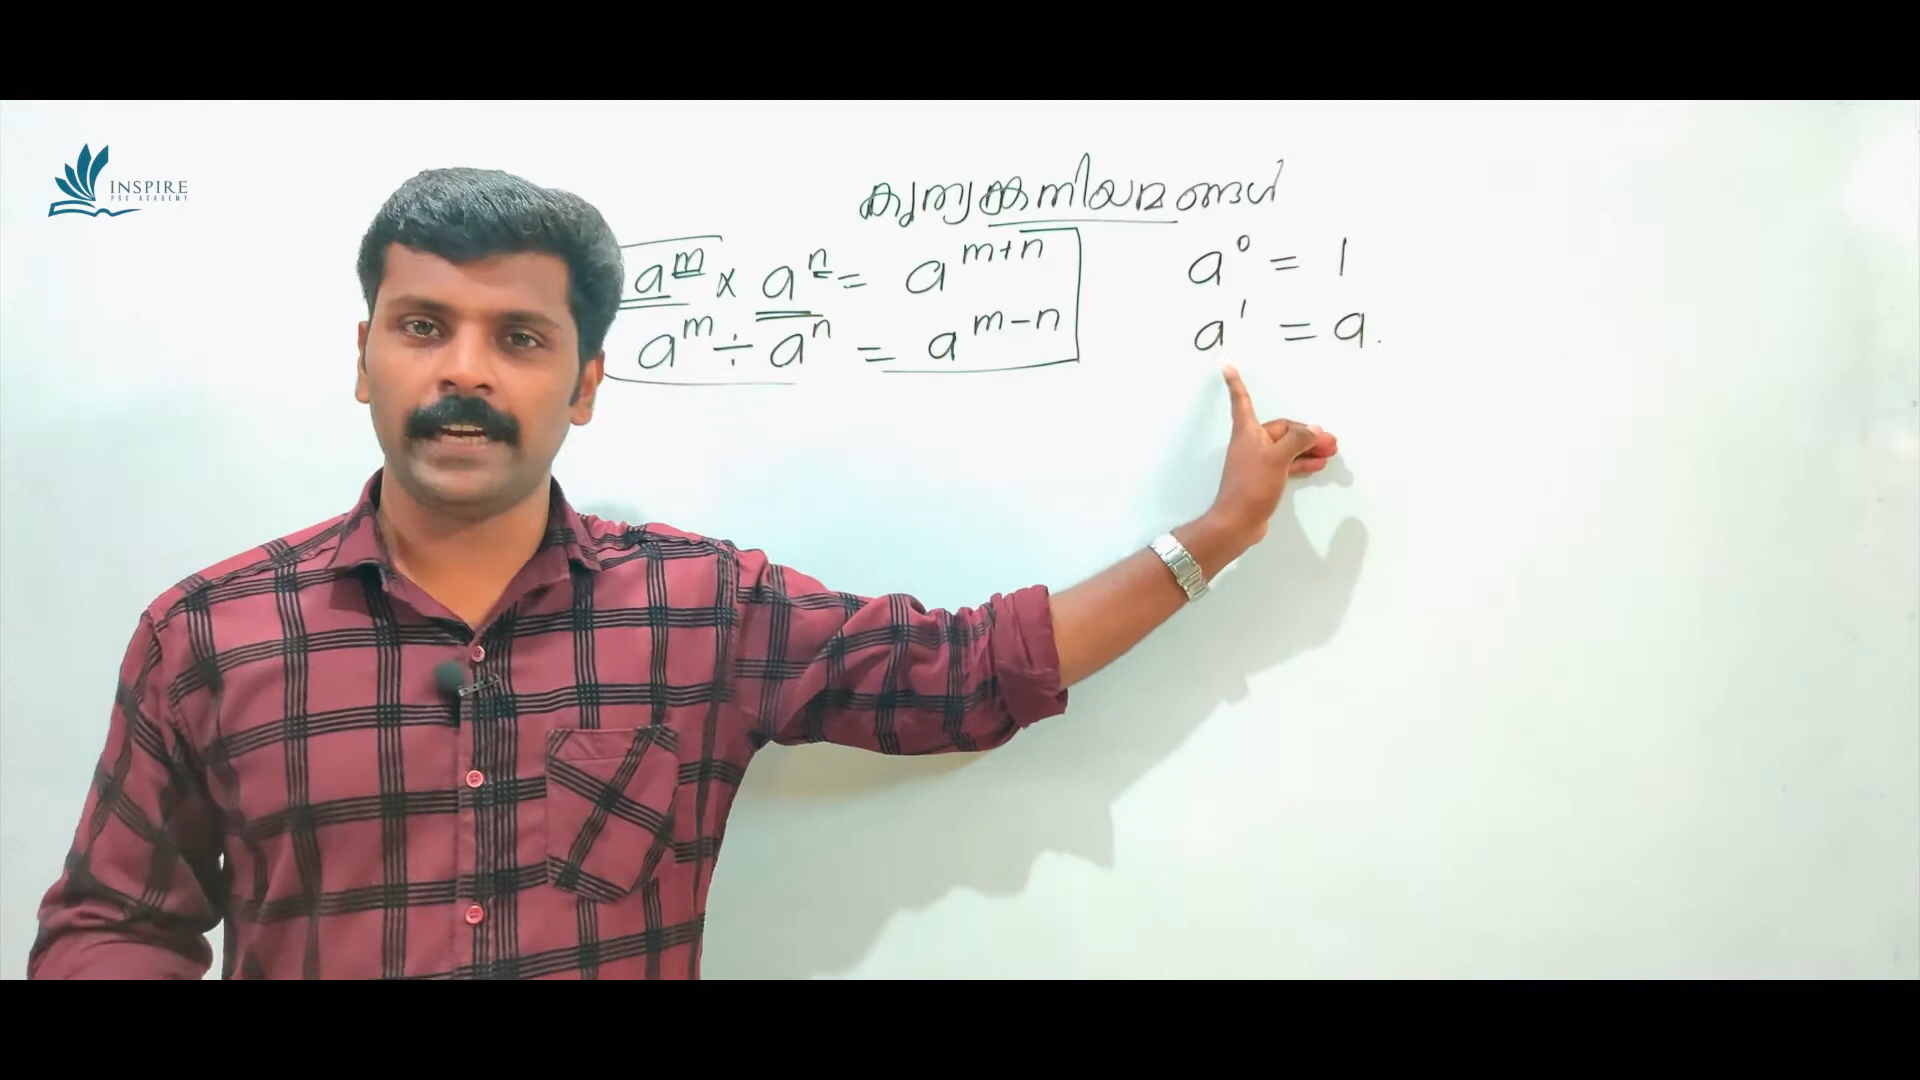 INSPIRE
PSC ACADEMY
കൃത്യങ്കനിയമങ്ങൾ
a^m × a^n = a^{m+n}
a^m ÷ a^n = a^{m-n}
a^0 = 1
a^1 = a.